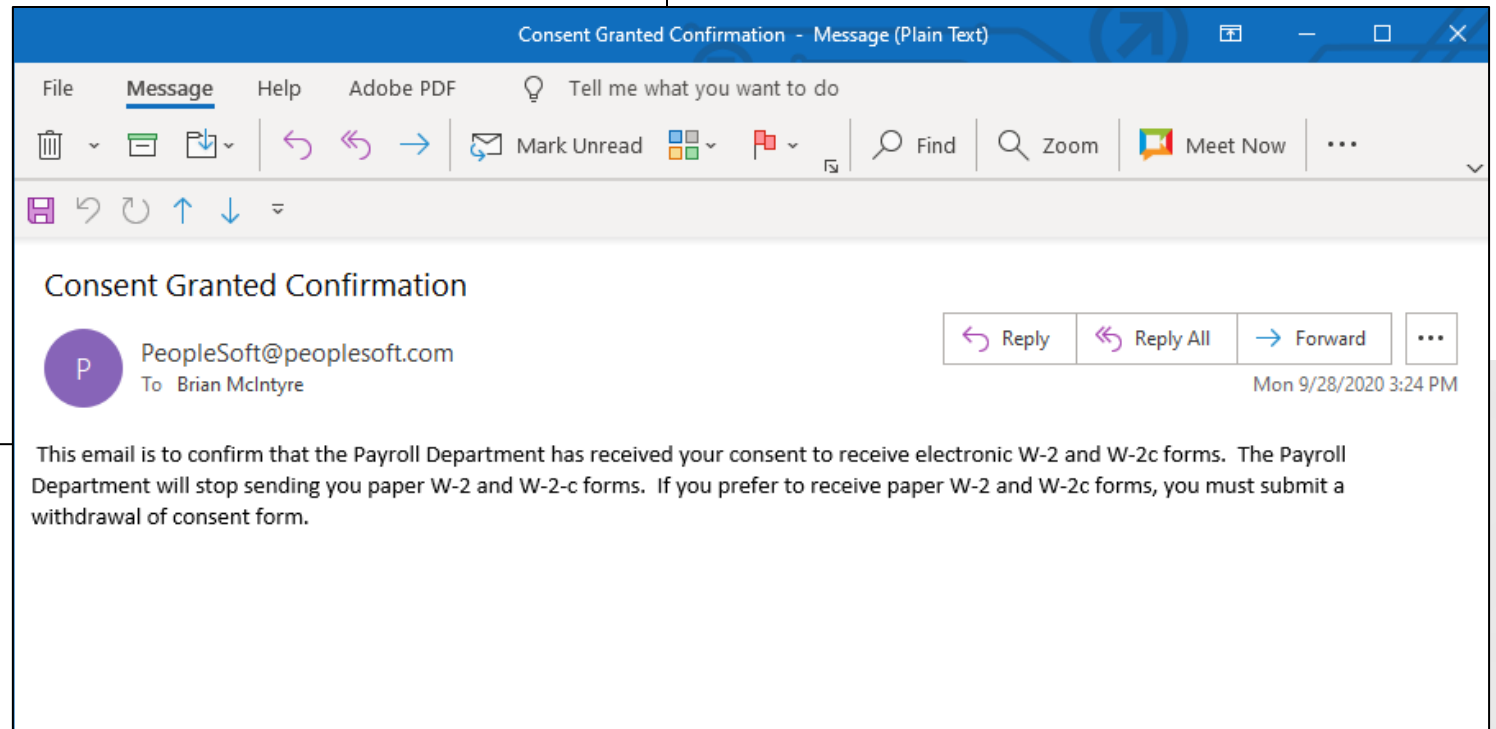 Consent Granted Confirmation - Message (Plain Text)
File Message Help Adobe PDF Tell me what you want to do
Mark Unread Find Zoom Meet Now
Consent Granted Confirmation
P
PeopleSoft@peoplesoft.com
To Brian McIntyre
Reply Reply All Forward
Mon 9/28/2020 3:24 PM
This email is to confirm that the Payroll Department has received your consent to receive electronic W-2 and W-2c forms.  The Payroll
Department will stop sending you paper W-2 and W-2-c forms.  If you prefer to receive paper W-2 and W-2c forms, you must submit a
withdrawal of consent form.